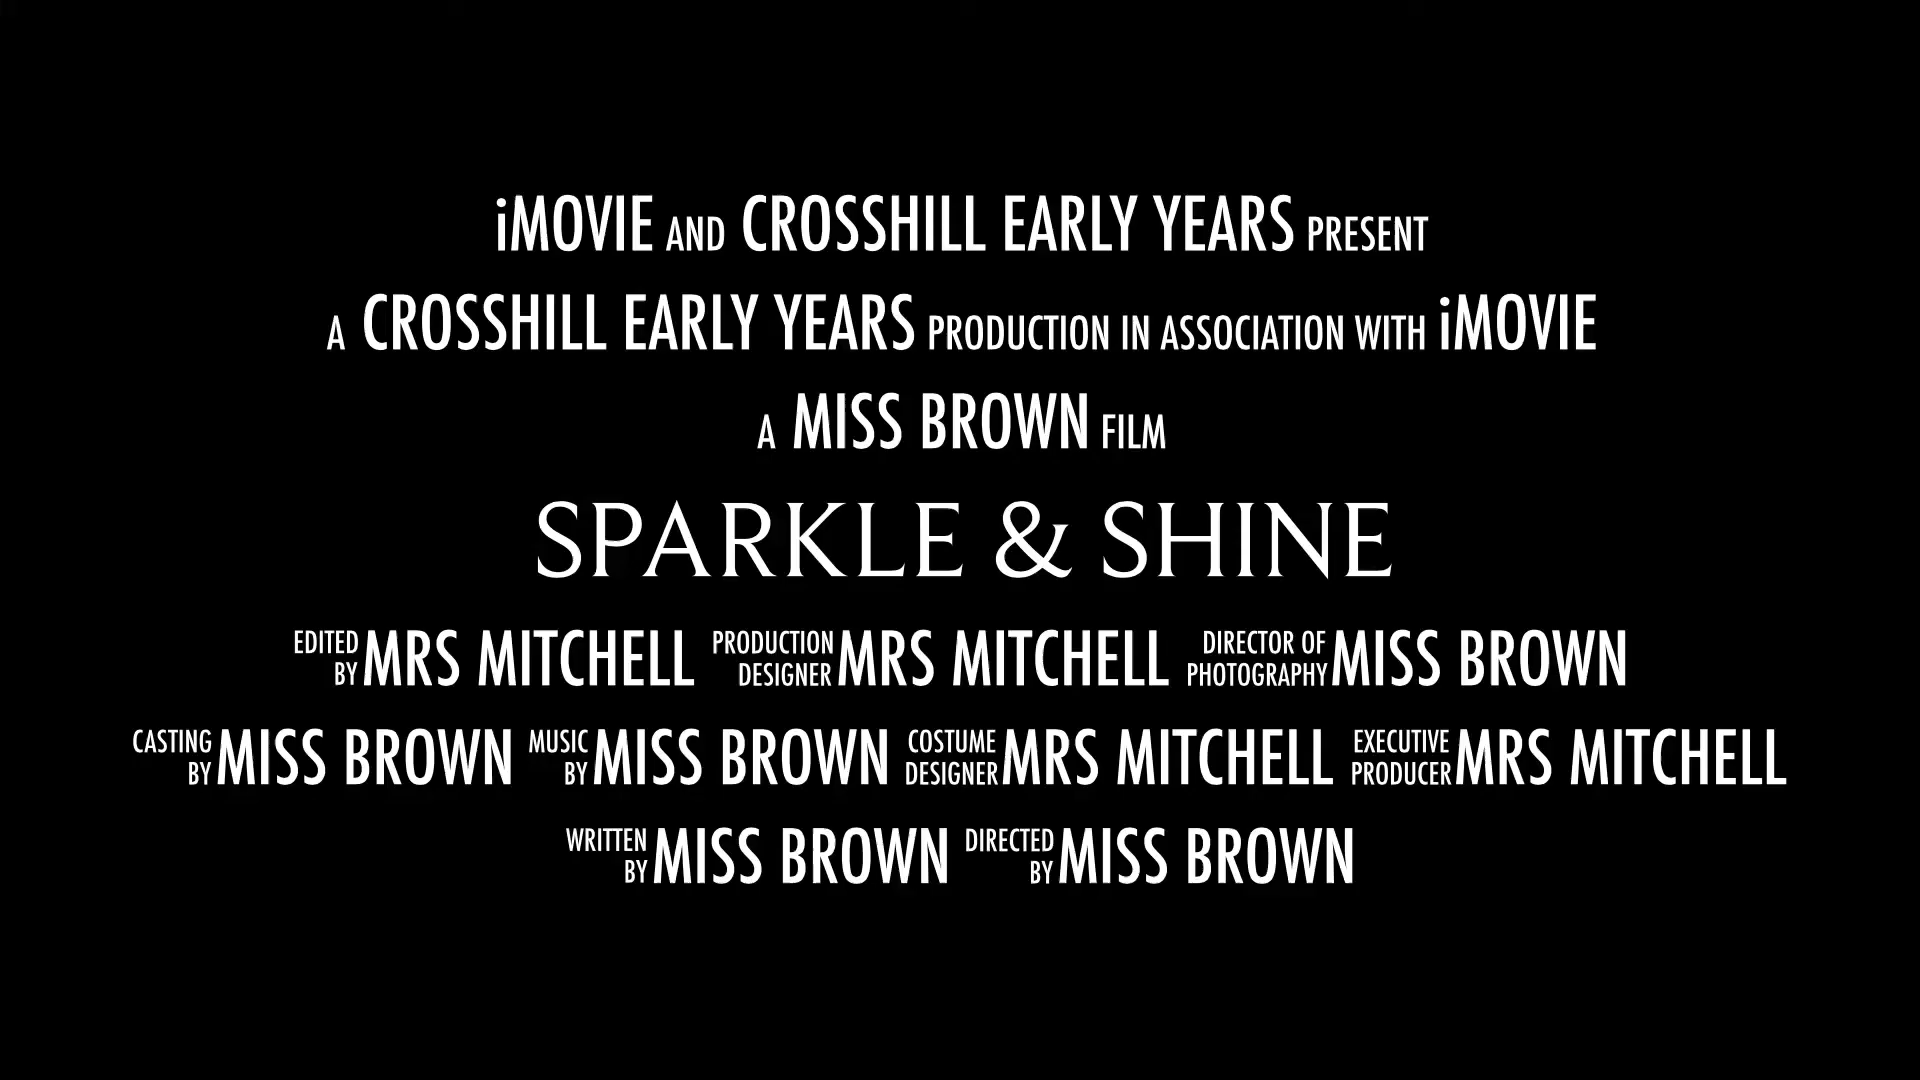 iMOVIE AND CROSSHILL EARLY YEARS PRESENT
A CROSSHILL EARLY YEARS PRODUCTION IN ASSOCIATION WITH iMOVIE
A MISS BROWN FILM
SPARKLE & SHINE
EDITED BY MRS MITCHELL PRODUCTION DESIGNER MRS MITCHELL DIRECTOR OF PHOTOGRAPHY MISS BROWN
CASTING BY MISS BROWN MUSIC BY MISS BROWN COSTUME DESIGNER MRS MITCHELL EXECUTIVE PRODUCER MRS MITCHELL
WRITTEN BY MISS BROWN DIRECTED BY MISS BROWN